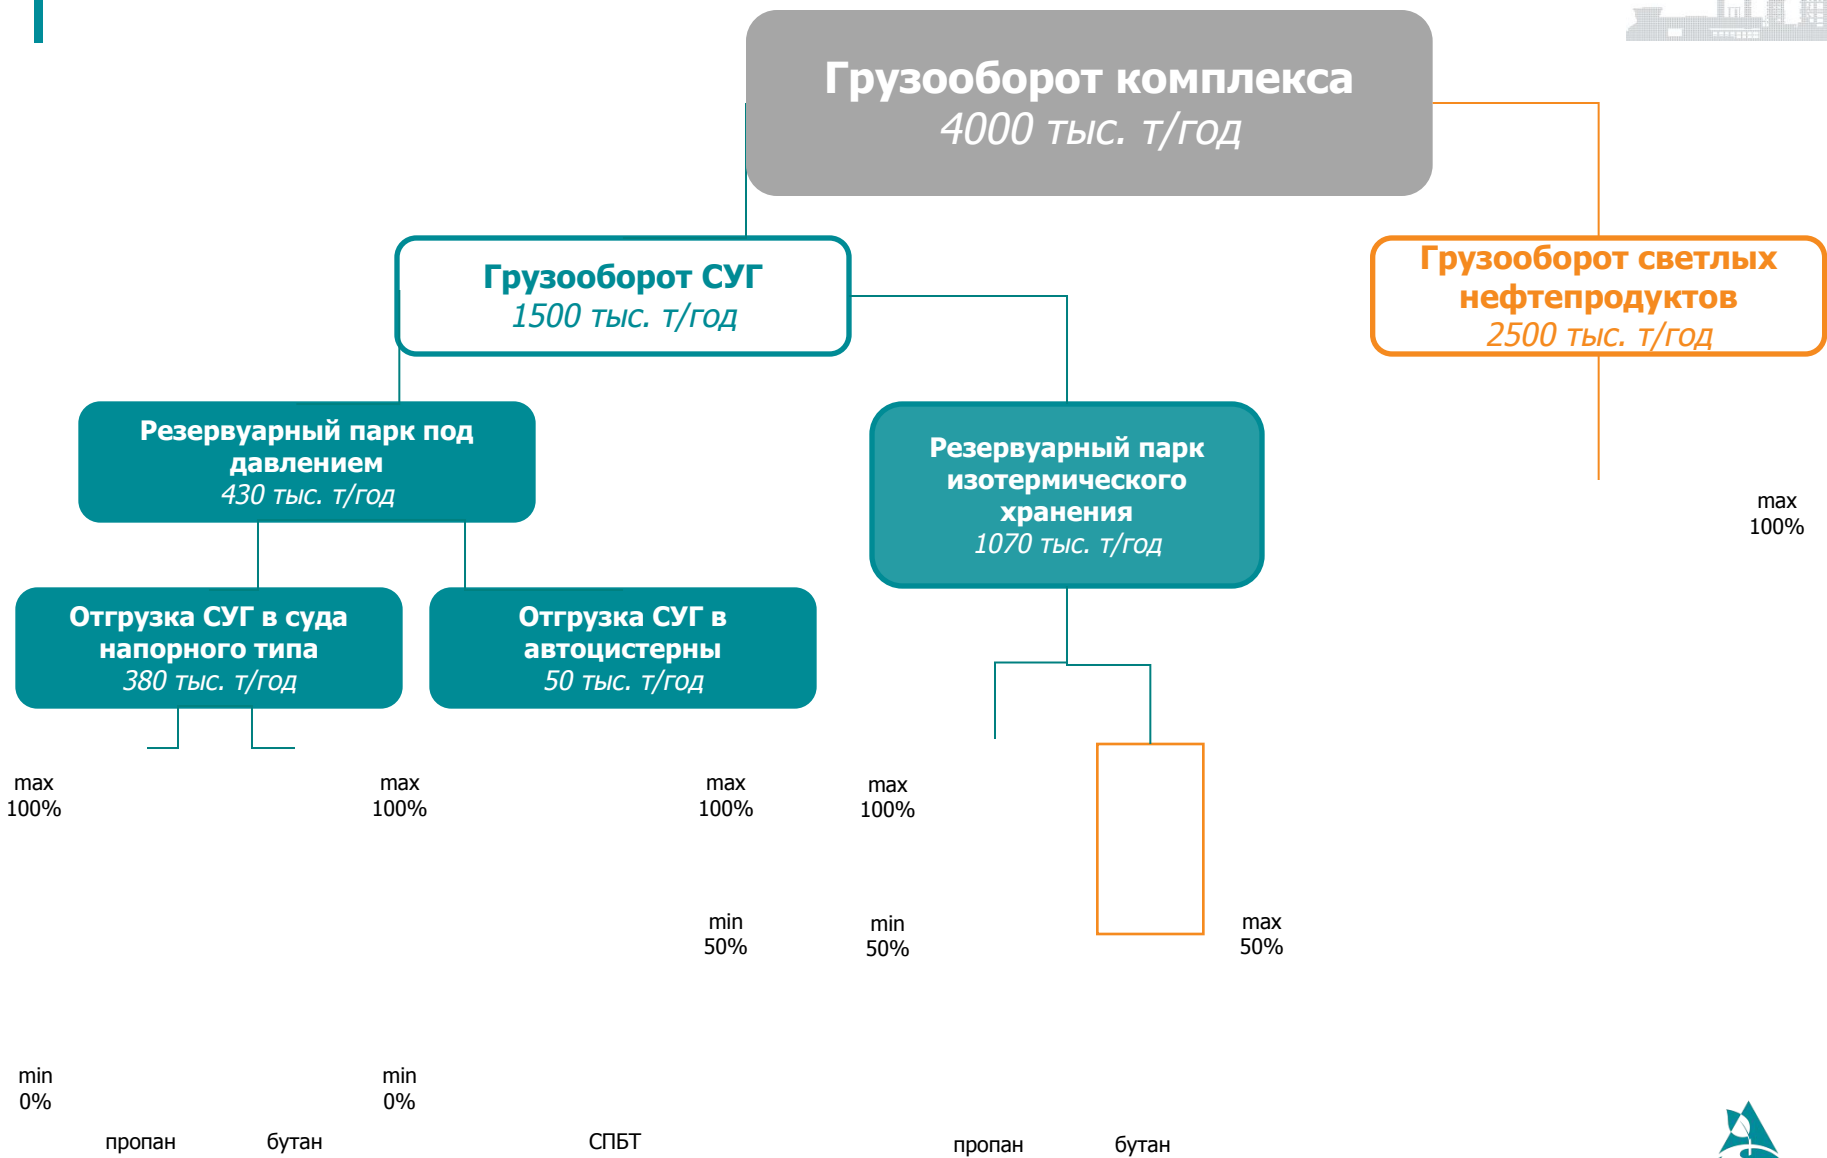 Грузооборот комплекса
4000 тыс. т/год
Грузооборот СУГ
1500 тыс. т/год
Грузооборот светлых
нефтепродуктов
2500 тыс. т/год
Резервуарный парк под
давлением
430 тыс. т/год
Резервуарный парк
изотермического
хранения
1070 тыс. т/год
max
100%
Отгрузка СУГ в суда
напорного типа
380 тыс. т/год
Отгрузка СУГ в
автоцистерны
50 тыс. т/год
max
100%
max
100%
max
100%
max
100%
min
50%
min
50%
max
50%
min
0%
min
0%
пропан
бутан
СПБТ
пропан
бутан